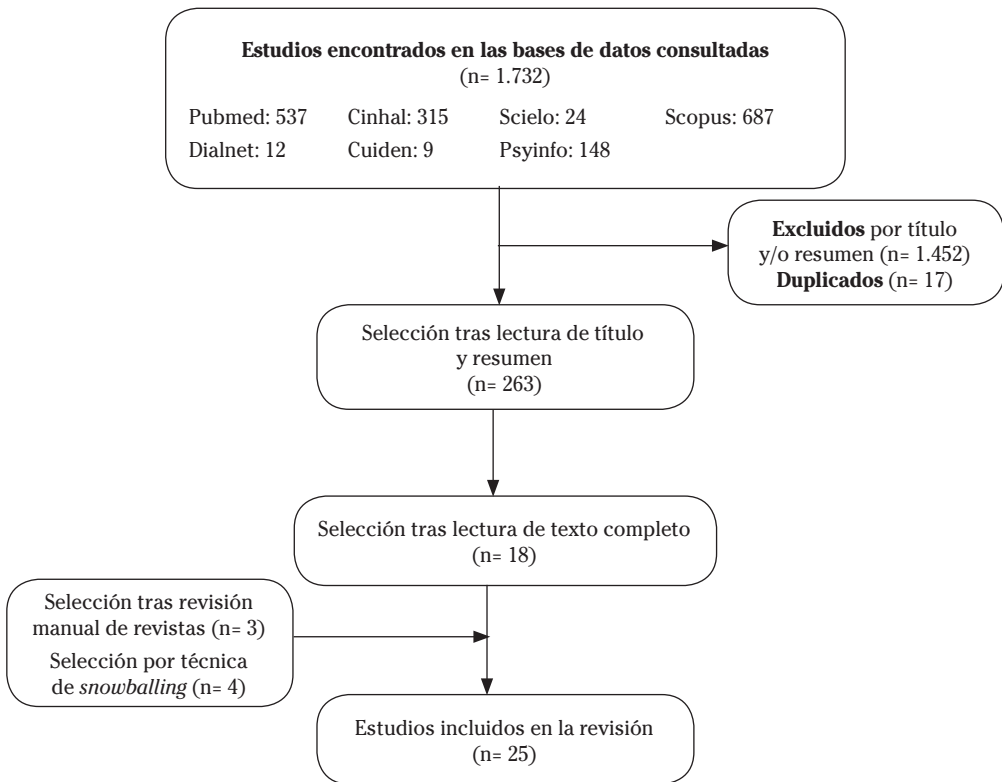 Estudios encontrados en las bases de datos consultadas
(n= 1.732)
Pubmed: 537 Cinhal: 315 Scielo: 24 Scopus: 687
Dialnet: 12 Cuiden: 9 Psyinfo: 148
Excluidos por título
y/o resumen (n= 1.452)
Duplicados (n= 17)
Selección tras lectura de título
y resumen
(n= 263)
Selección tras lectura de texto completo
(n= 18)
Selección tras revisión
manual de revistas (n= 3)
Selección por técnica
de snowballing (n= 4)
Estudios incluidos en la revisión
(n= 25)